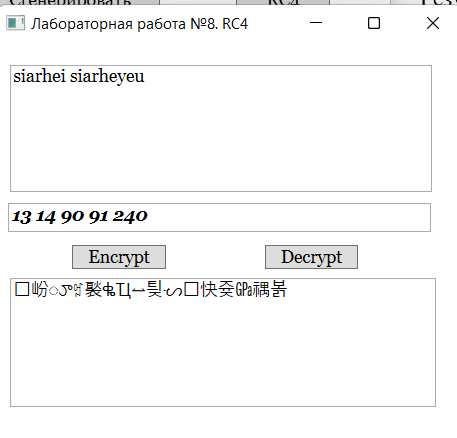 Лабораторная работа №8. RC4
siarhei siarheyeu
13 14 90 91 240
Encrypt Decrypt